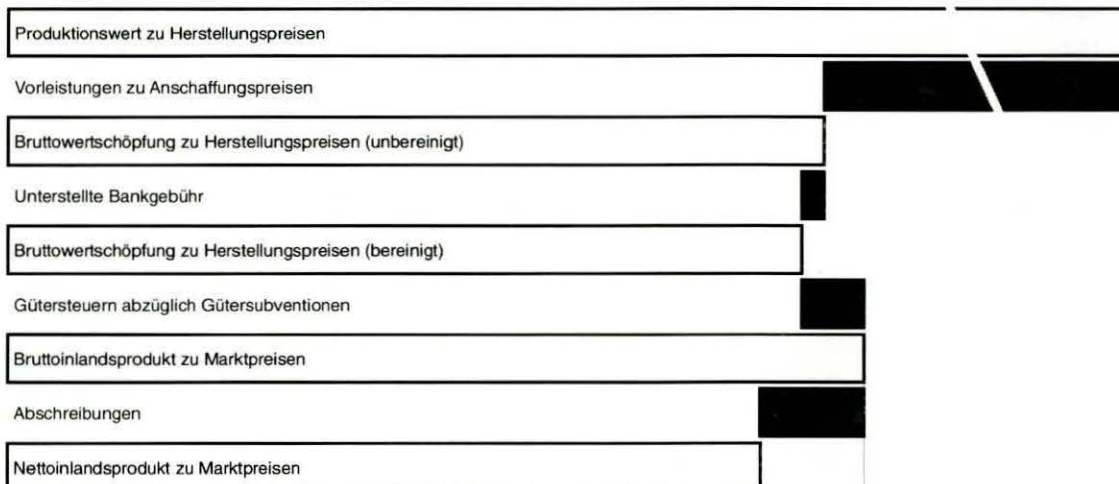 Produktionswert zu Herstellungspreisen
Vorleistungen zu Anschaffungspreisen
Bruttowertschöpfung zu Herstellungspreisen (unbereinigt)
Unterstellte Bankgebühr
Bruttowertschöpfung zu Herstellungspreisen (bereinigt)
Gütersteuern abzüglich Gütersubventionen
Bruttoinlandsprodukt zu Marktpreisen
Abschreibungen
Nettoinlandsprodukt zu Marktpreisen